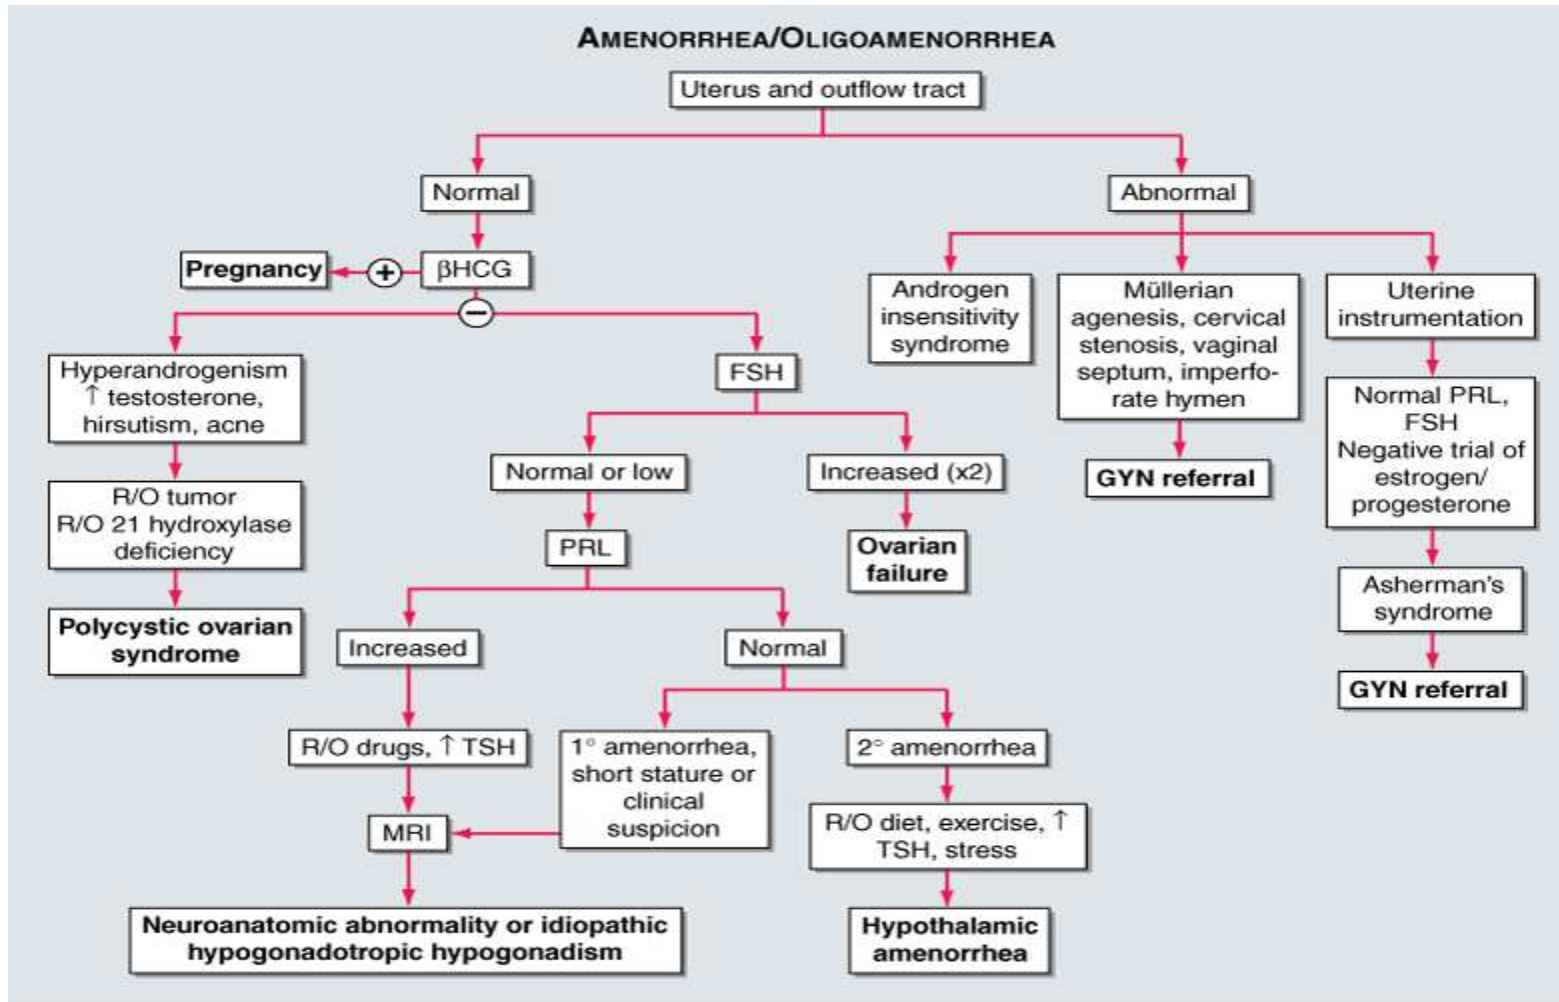 AMENORRHEA/OLIGOAMENORRHEA
Uterus and outflow tract
Normal
Abnormal
Pregnancy
+
βHCG
−
Androgen
insensitivity
syndrome
Müllerian
agenesis, cervical
stenosis, vaginal
septum, imperfo-
rate hymen
Uterine
instrumentation
Hyperandrogenism
↑ testosterone,
hirsutism, acne
FSH
Normal PRL,
FSH
Negative trial of
estrogen/
progesterone
Normal or low
Increased (x2)
GYN referral
R/O tumor
R/O 21 hydroxylase
deficiency
PRL
Ovarian
failure
Asherman's
syndrome
Polycystic ovarian
syndrome
Increased
Normal
GYN referral
R/O drugs, ↑ TSH
1° amenorrhea,
short stature or
clinical
suspicion
2° amenorrhea
MRI
R/O diet, exercise, ↑
TSH, stress
Neuroanatomic abnormality or idiopathic
hypogonadotropic hypogonadism
Hypothalamic
amenorrhea